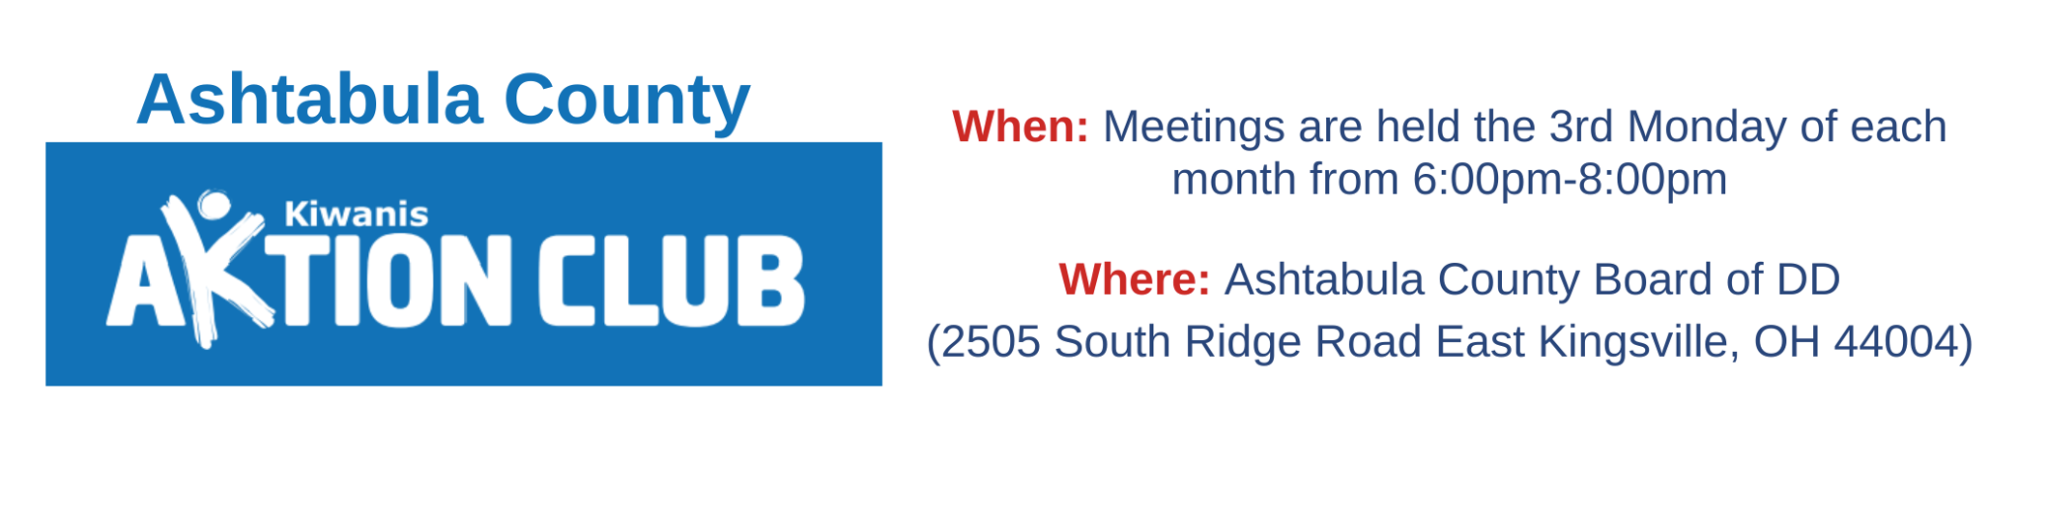 Ashtabula County
Kiwanis
AKTION CLUB
When: Meetings are held the 3rd Monday of each
month from 6:00pm-8:00pm
Where: Ashtabula County Board of DD
(2505 South Ridge Road East Kingsville, OH 44004)